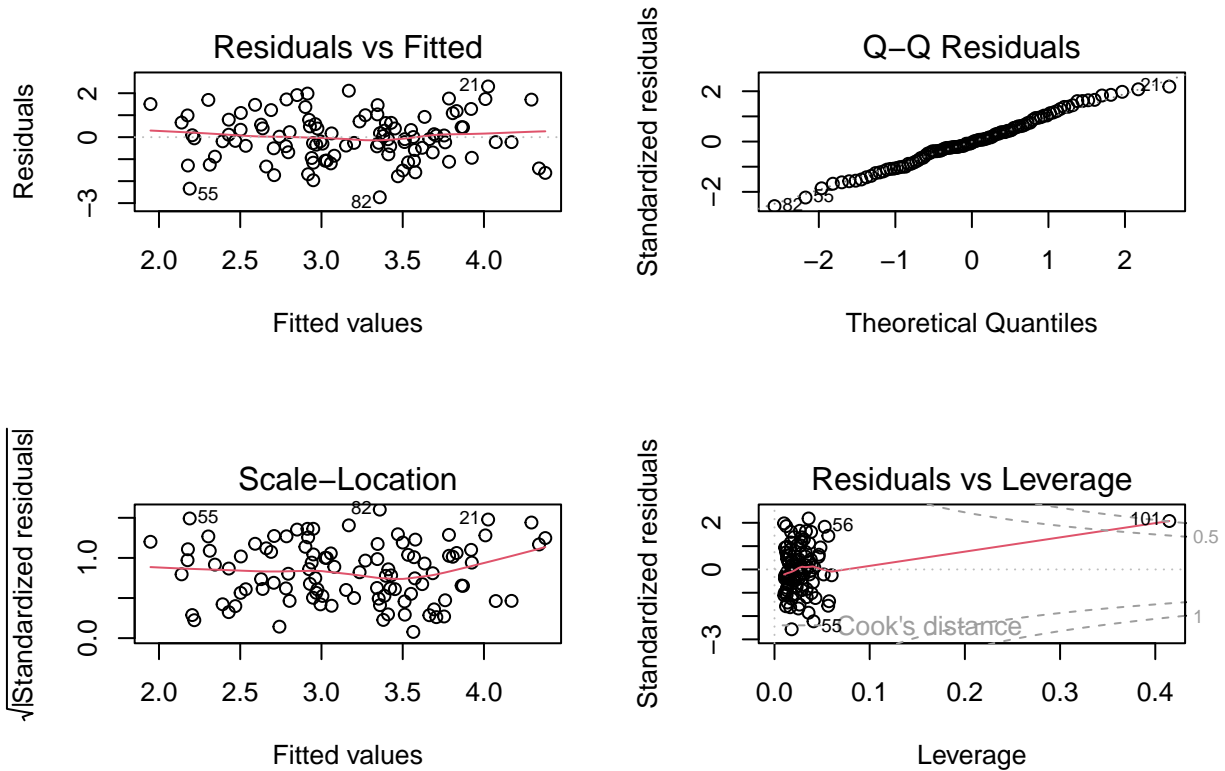 Residuals vs Fitted
Residuals
2
0
−3
21
55
82
2.0 2.5 3.0 3.5 4.0
Fitted values
Q−Q Residuals
Standardized residuals
2
0
−2
21
82
55
−2 −1 0 1 2
Theoretical Quantiles
Scale−Location
√|Standardized residuals|
1.0
0.0
55
82
21
2.0 2.5 3.0 3.5 4.0
Fitted values
Residuals vs Leverage
Standardized residuals
2
0
−3
101
56
55
Cook's distance
0.5
1
0.0 0.1 0.2 0.3 0.4
Leverage